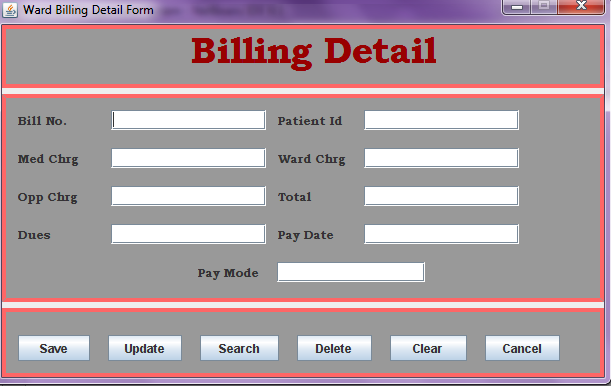 Ward Billing Detail Form
Billing Detail
Bill No. Patient Id
Med Chrg Ward Chrg
Opp Chrg Total
Dues Pay Date
Pay Mode
Save Update Search Delete Clear Cancel